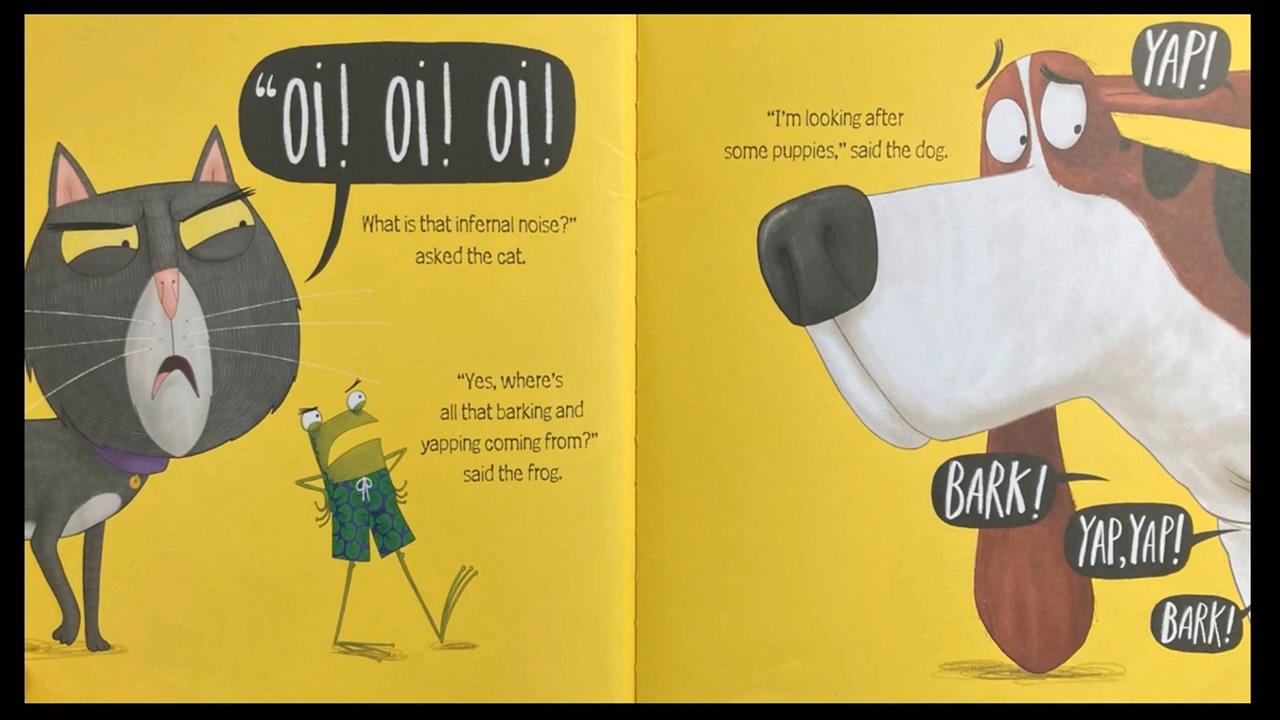 “Oi! Oi! Oi!
What is that infernal noise?”
asked the cat.
“Yes, where’s
all that barking and
yapping coming from?”
said the frog.
“I’m looking after
some puppies,” said the dog.
YAP!
BARK!
YAP, YAP!
BARK!